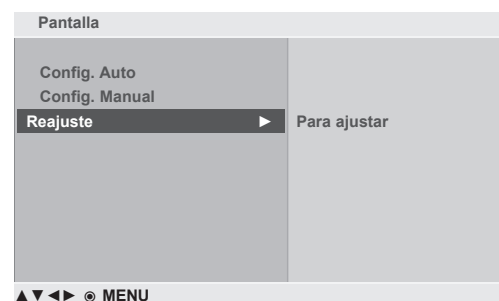 Pantalla
Config. Auto
Config. Manual
Reajuste ► Para ajustar
▲▼◄► ⊙ MENU